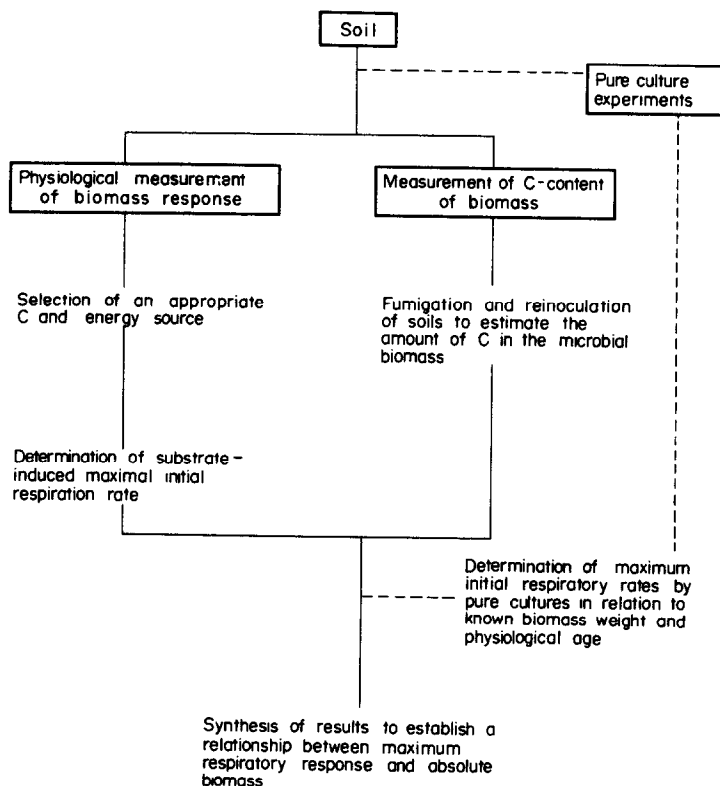 Soil
Pure culture
experiments
Physiological measurement
of biomass response
Measurement of C-content
of biomass
Selection of an appropriate
C and energy source
Fumigation and reinoculation
of soils to estimate the
amount of C in the microbial
biomass
Determination of substrate-
induced maximal initial
respiration rate
Determination of maximum
initial respiratory rates by
pure cultures in relation to
known biomass weight and
physiological age
Synthesis of results to establish a
relationship between maximum
respiratory response and absolute
biomass